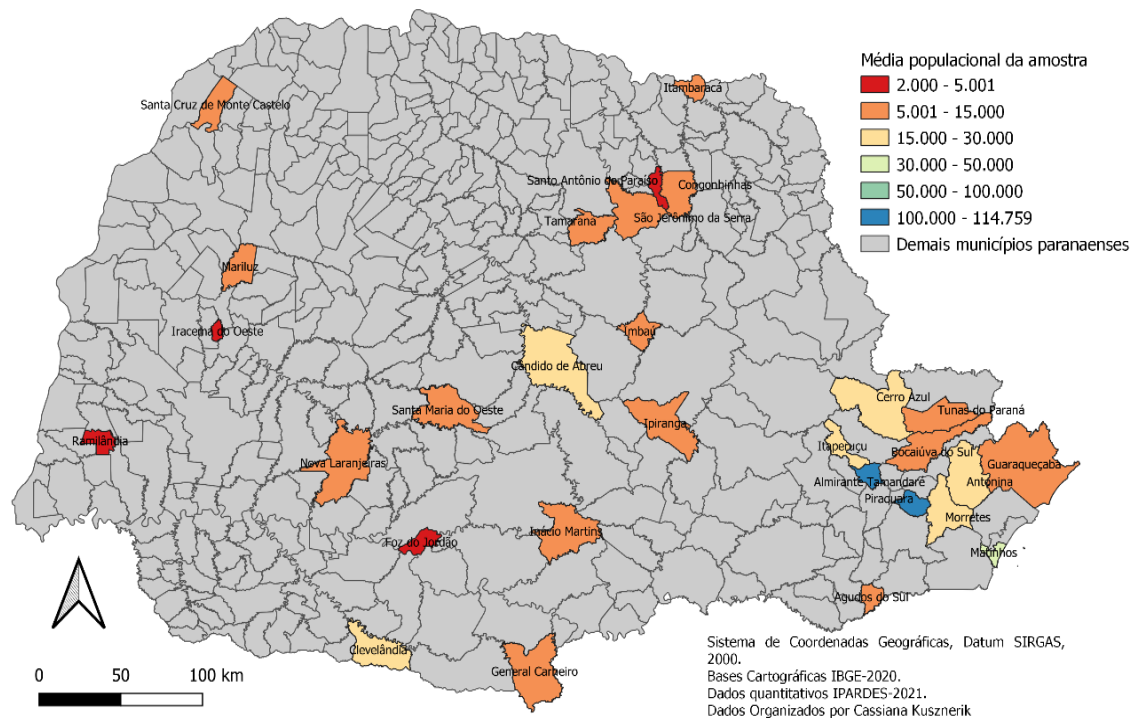 Média populacional da amostra
2.000 - 5.001
5.001 - 15.000
15.000 - 30.000
30.000 - 50.000
50.000 - 100.000
100.000 - 114.759
Demais municípios paranaenses
Itambaracá
Santa Cruz de Monte Castelo
Santo Antônio do Paraíso
Congonhinhas
Tamarana
São Jerônimo da Serra
Mariluz
Iracema do Oeste
Imbaú
Cândido de Abreu
Cerro Azul
Santa Maria do Oeste
Tunas do Paraná
Ipiranga
Ramilândia
Itaperuçu
Bocaiúva do Sul
Nova Laranjeiras
Guaraqueçaba
Almirante Tamandaré
Antonina
Piraquara
Morretes
Inácio Martins
Foz do Jordão
Matinhos
Agudos do Sul
Clevelândia
General Carneiro
0 50 100 km
Sistema de Coordenadas Geográficas, Datum SIRGAS,
2000.
Bases Cartográficas IBGE-2020.
Dados quantitativos IPARDES-2021.
Dados Organizados por Cassiana Kusznerik